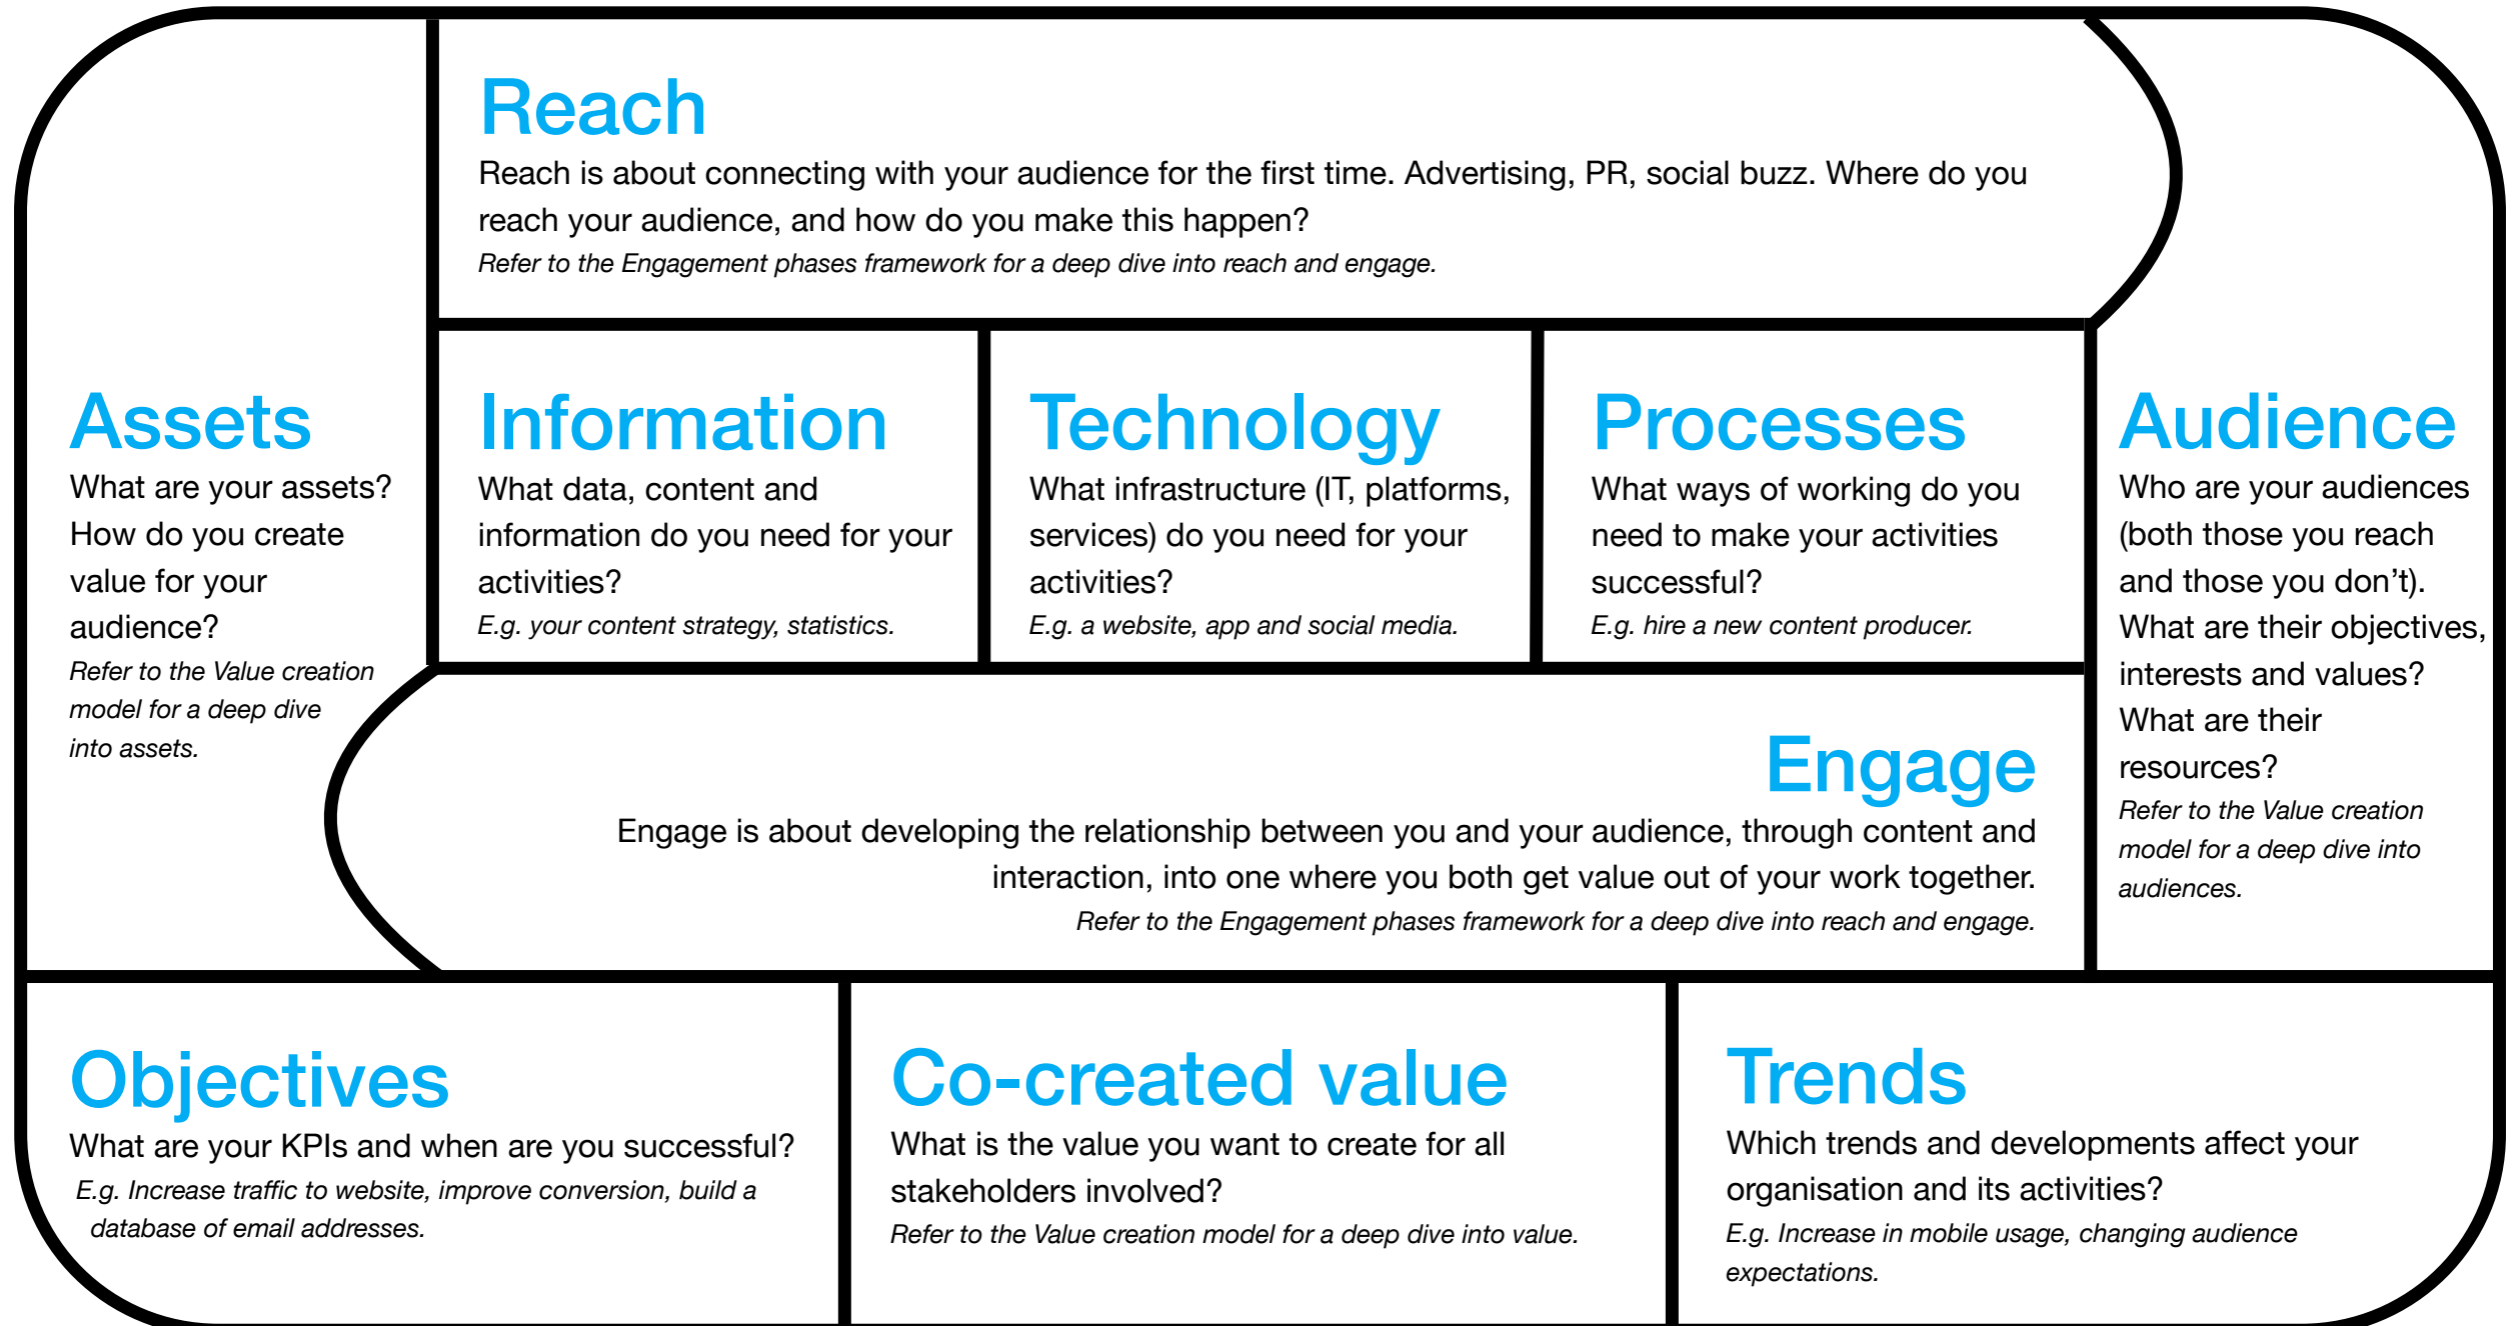 Reach
Reach is about connecting with your audience for the first time. Advertising, PR, social buzz. Where do you
reach your audience, and how do you make this happen?
Refer to the Engagement phases framework for a deep dive into reach and engage.
Assets
What are your assets?
How do you create
value for your
audience?
Refer to the Value creation
model for a deep dive
into assets.
Information
What data, content and
information do you need for your
activities?
E.g. your content strategy, statistics.
Technology
What infrastructure (IT, platforms,
services) do you need for your
activities?
E.g. a website, app and social media.
Processes
What ways of working do you
need to make your activities
successful?
E.g. hire a new content producer.
Audience
Who are your audiences
(both those you reach
and those you don’t).
What are their objectives,
interests and values?
What are their
resources?
Refer to the Value creation
model for a deep dive into
audiences.
Engage
Engage is about developing the relationship between you and your audience, through content and
interaction, into one where you both get value out of your work together.
Refer to the Engagement phases framework for a deep dive into reach and engage.
Objectives
What are your KPIs and when are you successful?
E.g. Increase traffic to website, improve conversion, build a
database of email addresses.
Co-created value
What is the value you want to create for all
stakeholders involved?
Refer to the Value creation model for a deep dive into value.
Trends
Which trends and developments affect your
organisation and its activities?
E.g. Increase in mobile usage, changing audience
expectations.